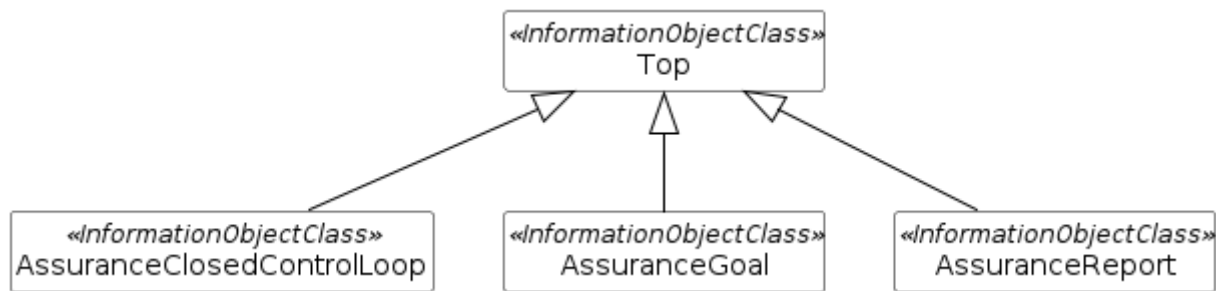 «InformationObjectClass»
Top
«InformationObjectClass»
AssuranceClosedControlLoop
«InformationObjectClass»
AssuranceGoal
«InformationObjectClass»
AssuranceReport